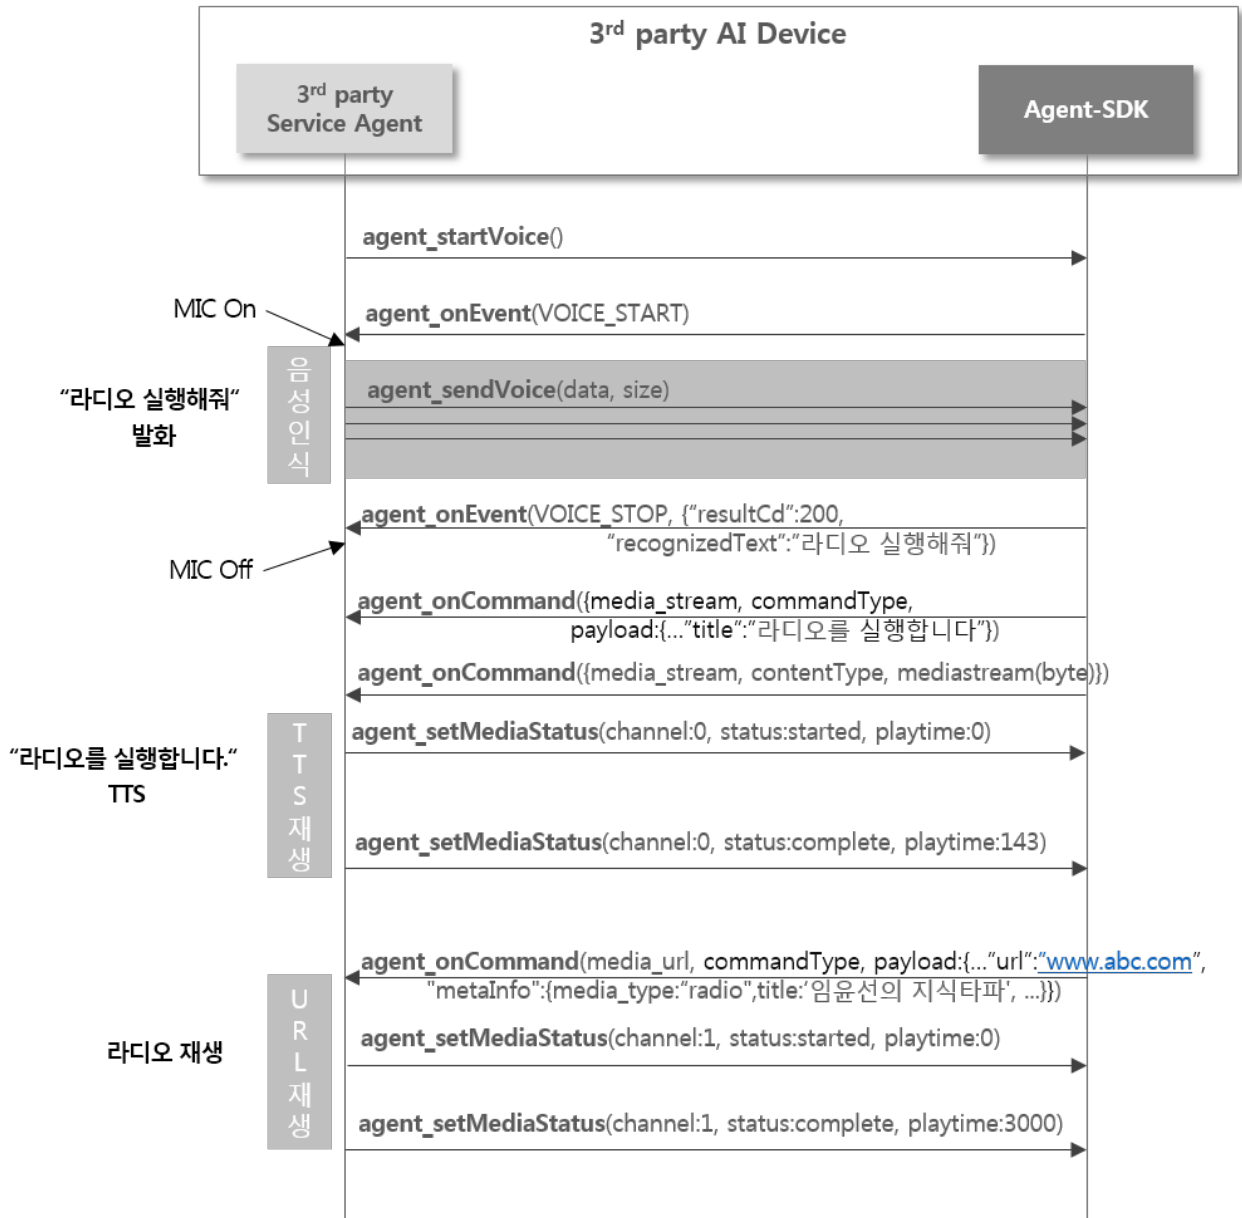 3rd party AI Device
3rd party
Service Agent
Agent-SDK
agent_startVoice()
MIC On
agent_onEvent(VOICE_START)
음성인식
“라디오 실행해줘“
발화
agent_sendVoice(data, size)
agent_onEvent(VOICE_STOP, {“resultCd”:200,
“recognizedText”:”라디오 실행해줘”})
MIC Off
agent_onCommand({media_stream, commandType,
payload:{...”title”:”라디오를 실행합니다”})
agent_onCommand({media_stream, contentType, mediastream(byte)})
TTS재생
agent_setMediaStatus(channel:0, status:started, playtime:0)
“라디오를 실행합니다.“
TTS
agent_setMediaStatus(channel:0, status:complete, playtime:143)
agent_onCommand(media_url, commandType, payload:{...”url”:”www.abc.com”,
"metaInfo":{media_type:”radio”,title:‘임윤선의 지식타파', ...}})
URL재생
라디오 재생
agent_setMediaStatus(channel:1, status:started, playtime:0)
agent_setMediaStatus(channel:1, status:complete, playtime:3000)